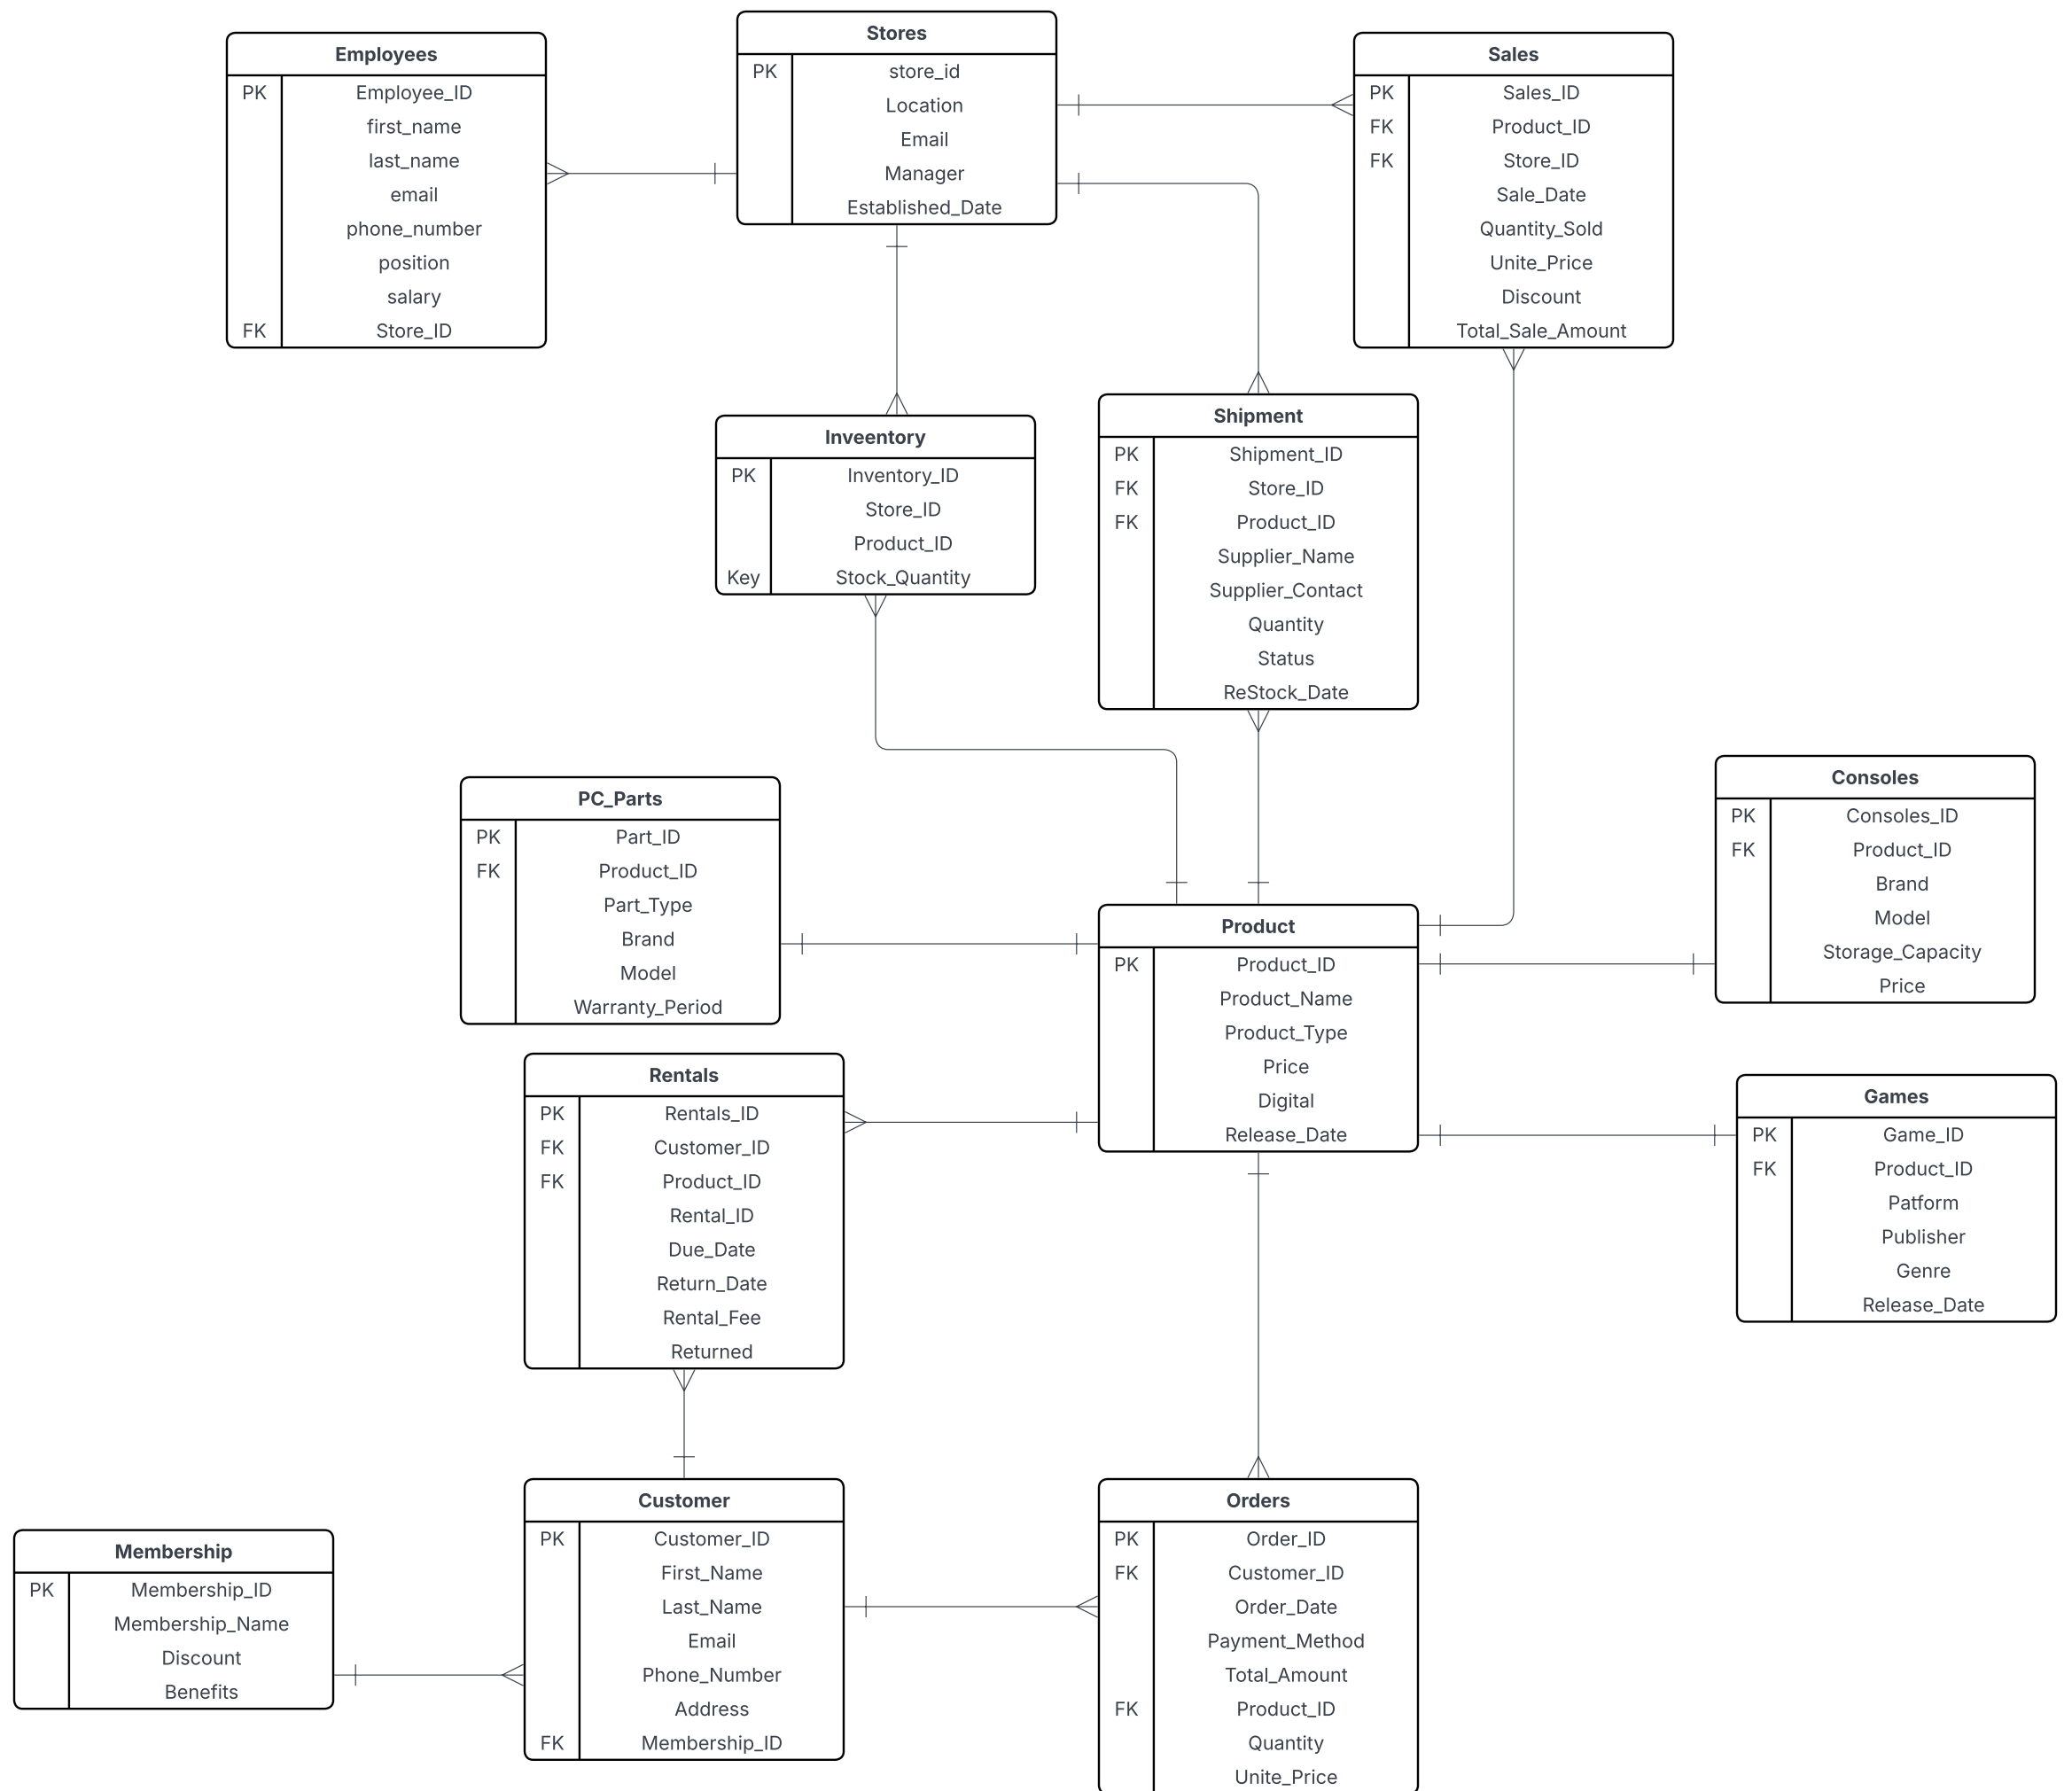 Employees
PK Employee_ID
first_name
last_name
email
phone_number
position
salary
FK Store_ID
Stores
PK store_id
Location
Email
Manager
Established_Date
Sales
PK Sales_ID
FK Product_ID
FK Store_ID
Sale_Date
Quantity_Sold
Unite_Price
Discount
Total_Sale_Amount
Inveentory
PK Inventory_ID
Store_ID
Product_ID
Key Stock_Quantity
Shipment
PK Shipment_ID
FK Store_ID
FK Product_ID
Supplier_Name
Supplier_Contact
Quantity
Status
ReStock_Date
PC_Parts
PK Part_ID
FK Product_ID
Part_Type
Brand
Model
Warranty_Period
Product
PK Product_ID
Product_Name
Product_Type
Price
Digital
Release_Date
Consoles
PK Consoles_ID
FK Product_ID
Brand
Model
Storage_Capacity
Price
Rentals
PK Rentals_ID
FK Customer_ID
FK Product_ID
Rental_ID
Due_Date
Return_Date
Rental_Fee
Returned
Games
PK Game_ID
FK Product_ID
Patform
Publisher
Genre
Release_Date
Membership
PK Membership_ID
Membership_Name
Discount
Benefits
Customer
PK Customer_ID
First_Name
Last_Name
Email
Phone_Number
Address
FK Membership_ID
Orders
PK Order_ID
FK Customer_ID
Order_Date
Payment_Method
Total_Amount
FK Product_ID
Quantity
Unite_Price